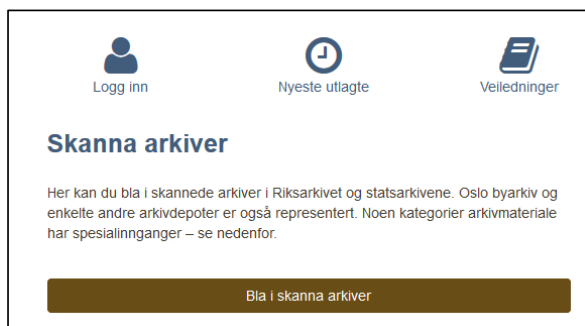 Logg inn
Nyeste utlagte
Veiledninger
Skanna arkiver
Her kan du bla i skannede arkiver i Riksarkivet og statsarkivene. Oslo byarkiv og
enkelte andre arkivdepoter er også representert. Noen kategorier arkivmateriale
har spesialinnganger – se nedenfor.
Bla i skanna arkiver